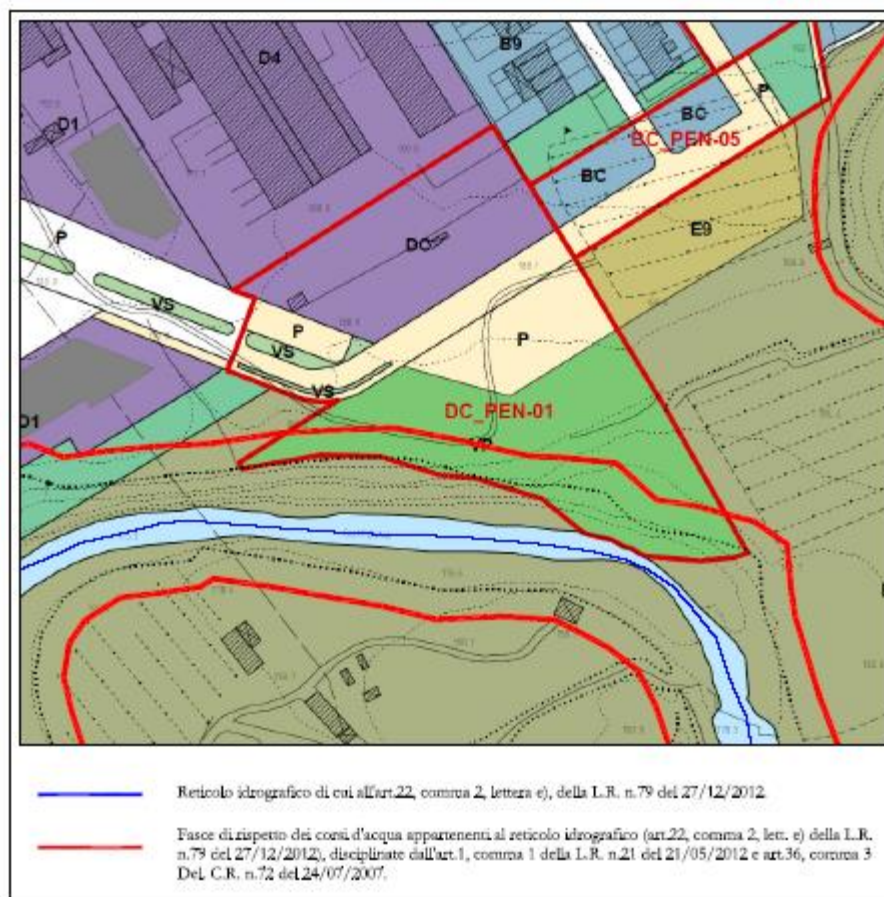 D4
B9
D1
BC
P
BC_PEN-05
BC
E9
DC
P
VS
P
VS
P
VS
DC_PEN-01
D1
VP
Reticolo idrografico di cui all'art.22, comma 2, lettera e), della L.R. n.79 del 27/12/2012.
Fasce di rispetto dei corsi d'acqua appartenenti al reticolo idrografico (art.22, comma 2, lett. e) della L.R.
n.79 del 27/12/2012), disciplinate dall'art.1, comma 1 della L.R. n.21 del 21/05/2012 e art.36, comma 3
Del. C.R. n.72 del 24/07/2007.